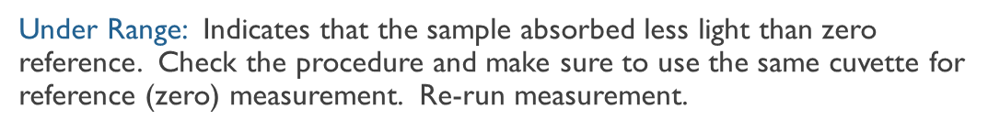 Under Range: Indicates that the sample absorbed less light than zero
reference. Check the procedure and make sure to use the same cuvette for
reference (zero) measurement. Re-run measurement.